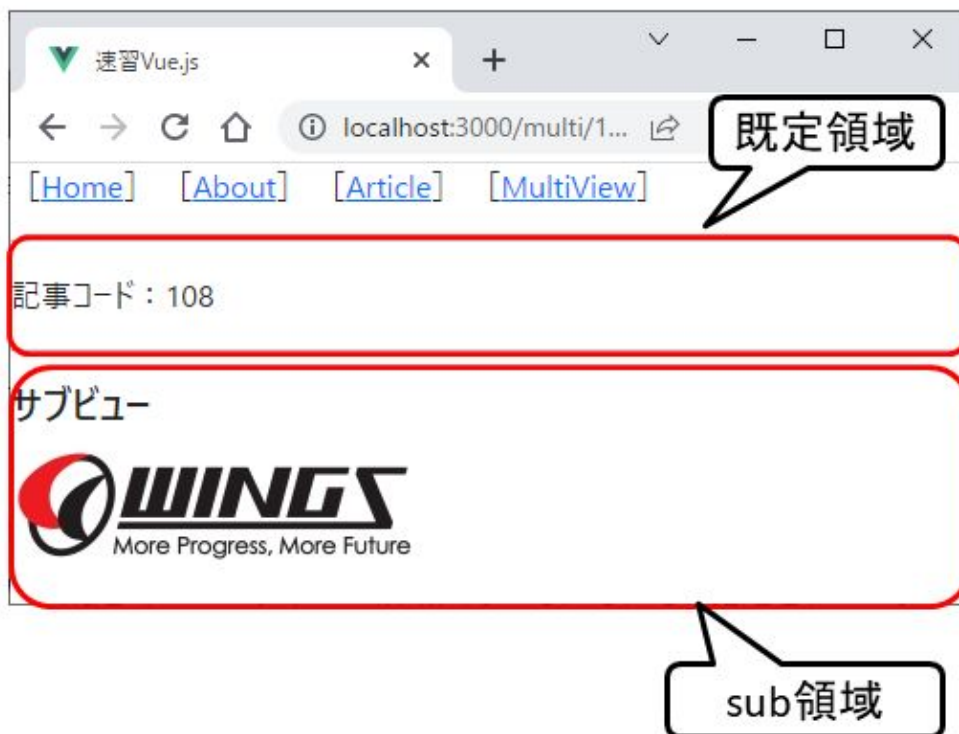 速習Vue.js
localhost:3000/multi/1...
既定領域
[Home] [About] [Article] [MultiView]
記事コード：108
サブビュー
WINGS
More Progress, More Future
sub領域